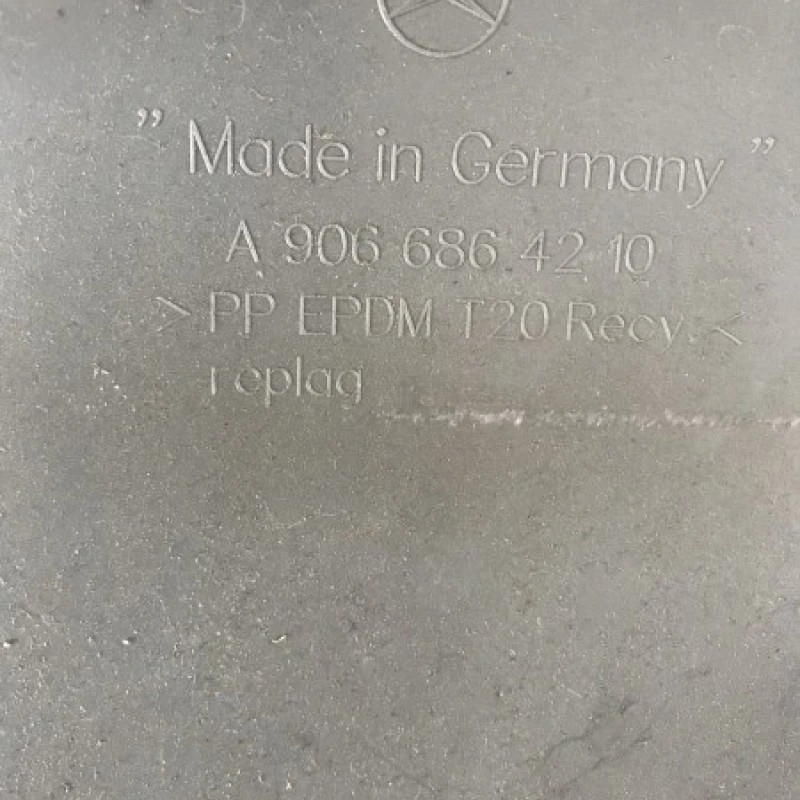 ” Made in Germany ”
A 906 686 42 10
> PP EPDM T20 Recy. <
replag